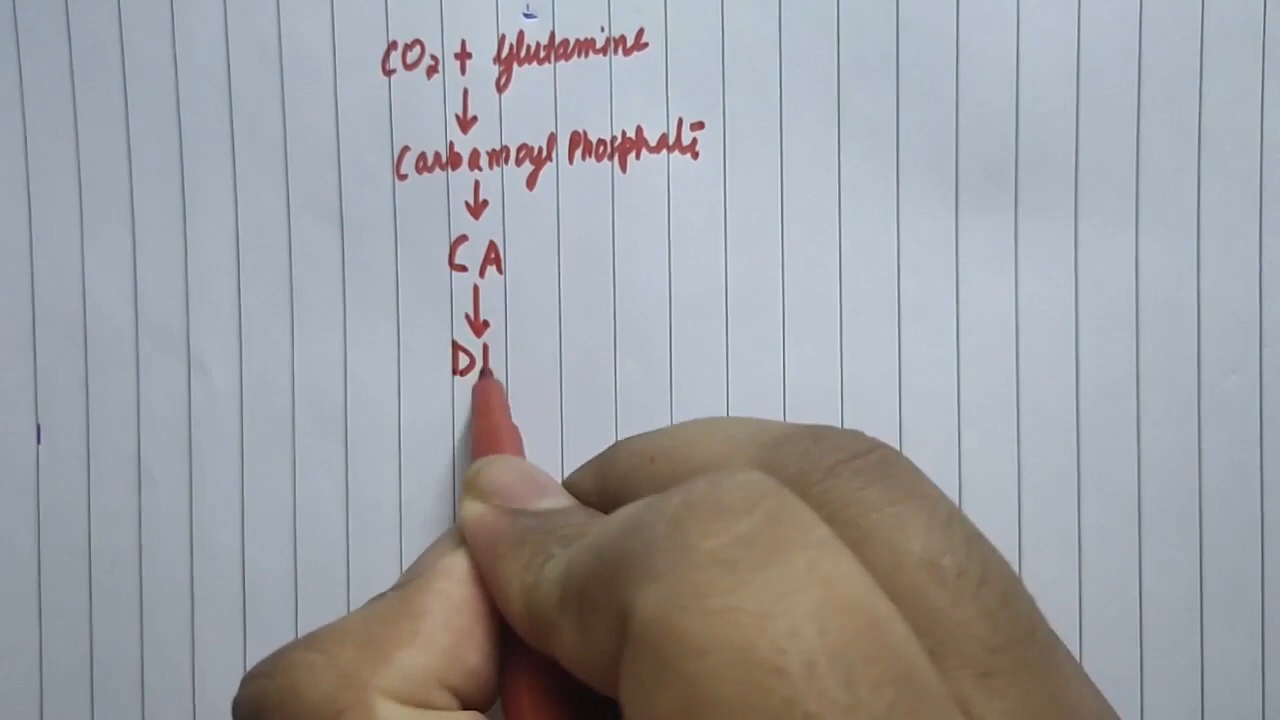 CO₂ + Glutamine
↓
Carbamoyl Phosphate
↓
CA
↓
D